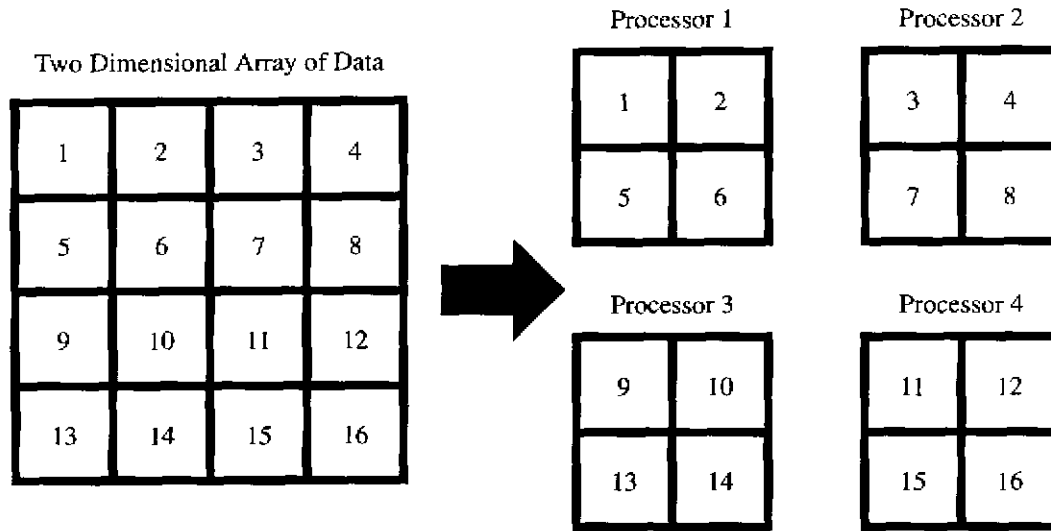 Two Dimensional Array of Data
1 2 3 4
5 6 7 8
9 10 11 12
13 14 15 16
Processor 1
1 2
5 6
Processor 2
3 4
7 8
Processor 3
9 10
13 14
Processor 4
11 12
15 16